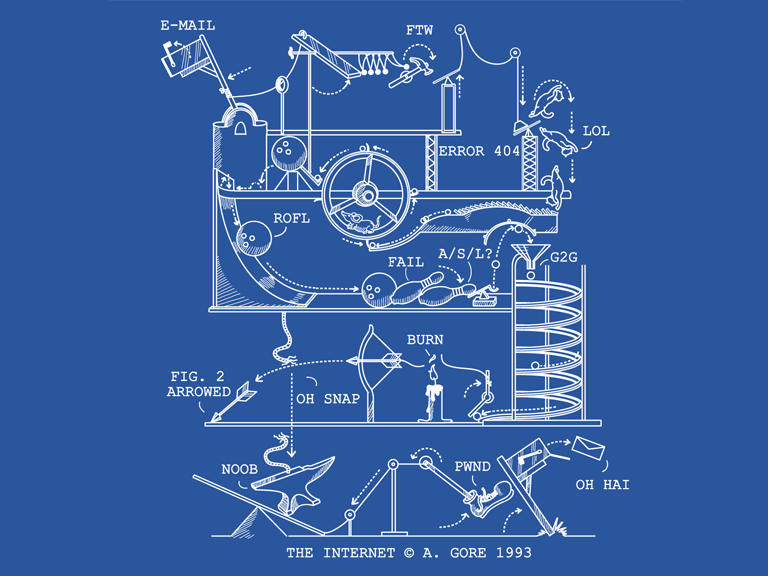 E-MAIL
FTW
LOL
ERROR 404
ROFL
A/S/L?
G2G
FAIL
BURN
FIG. 2
ARROWED
OH SNAP
NOOB
PWND
OH HAI
THE INTERNET © A. GORE 1993